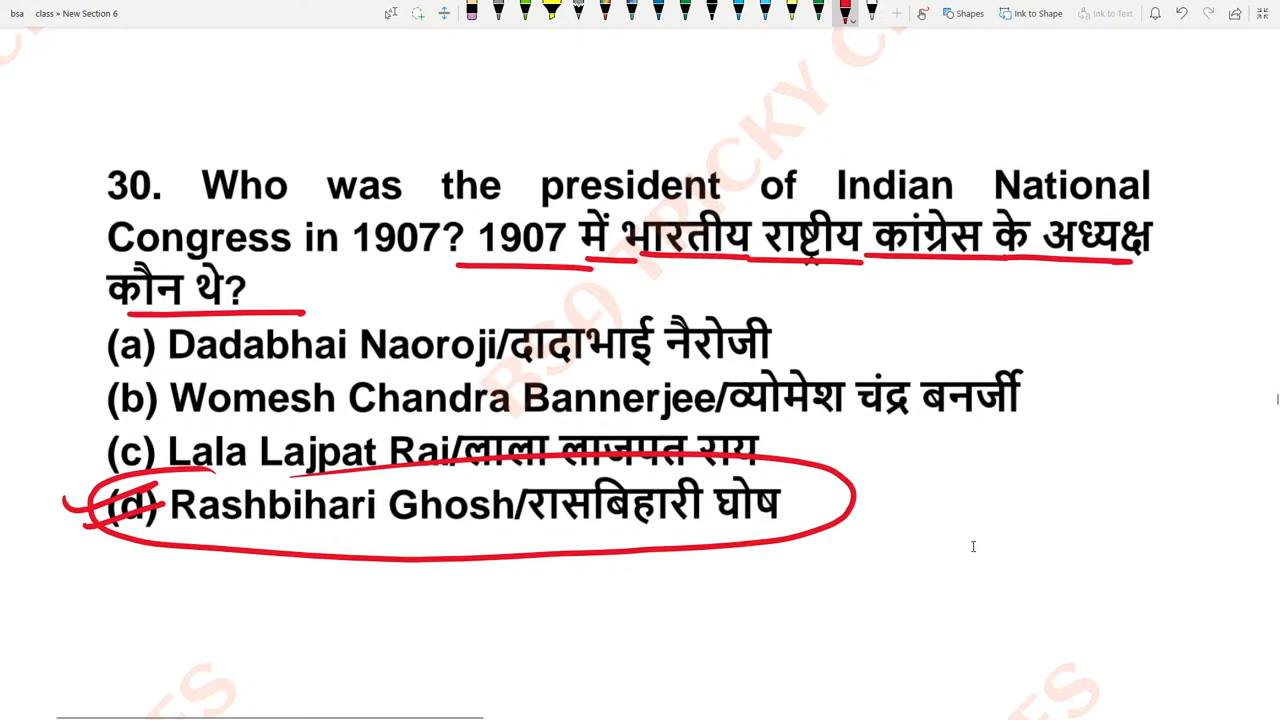 bsa class » New Section 6 Shapes Ink to Shape Ink to Text
30. Who was the president of Indian National
Congress in 1907? 1907 में भारतीय राष्ट्रीय कांग्रेस के अध्यक्ष
कौन थे?
(a) Dadabhai Naoroji/दादाभाई नैरोजी
(b) Womesh Chandra Bannerjee/व्योमेश चंद्र बनर्जी
(c) Lala Lajpat Rai/लाला लाजपत राय
(d) Rashbihari Ghosh/रासबिहारी घोष
BSA TRICKY